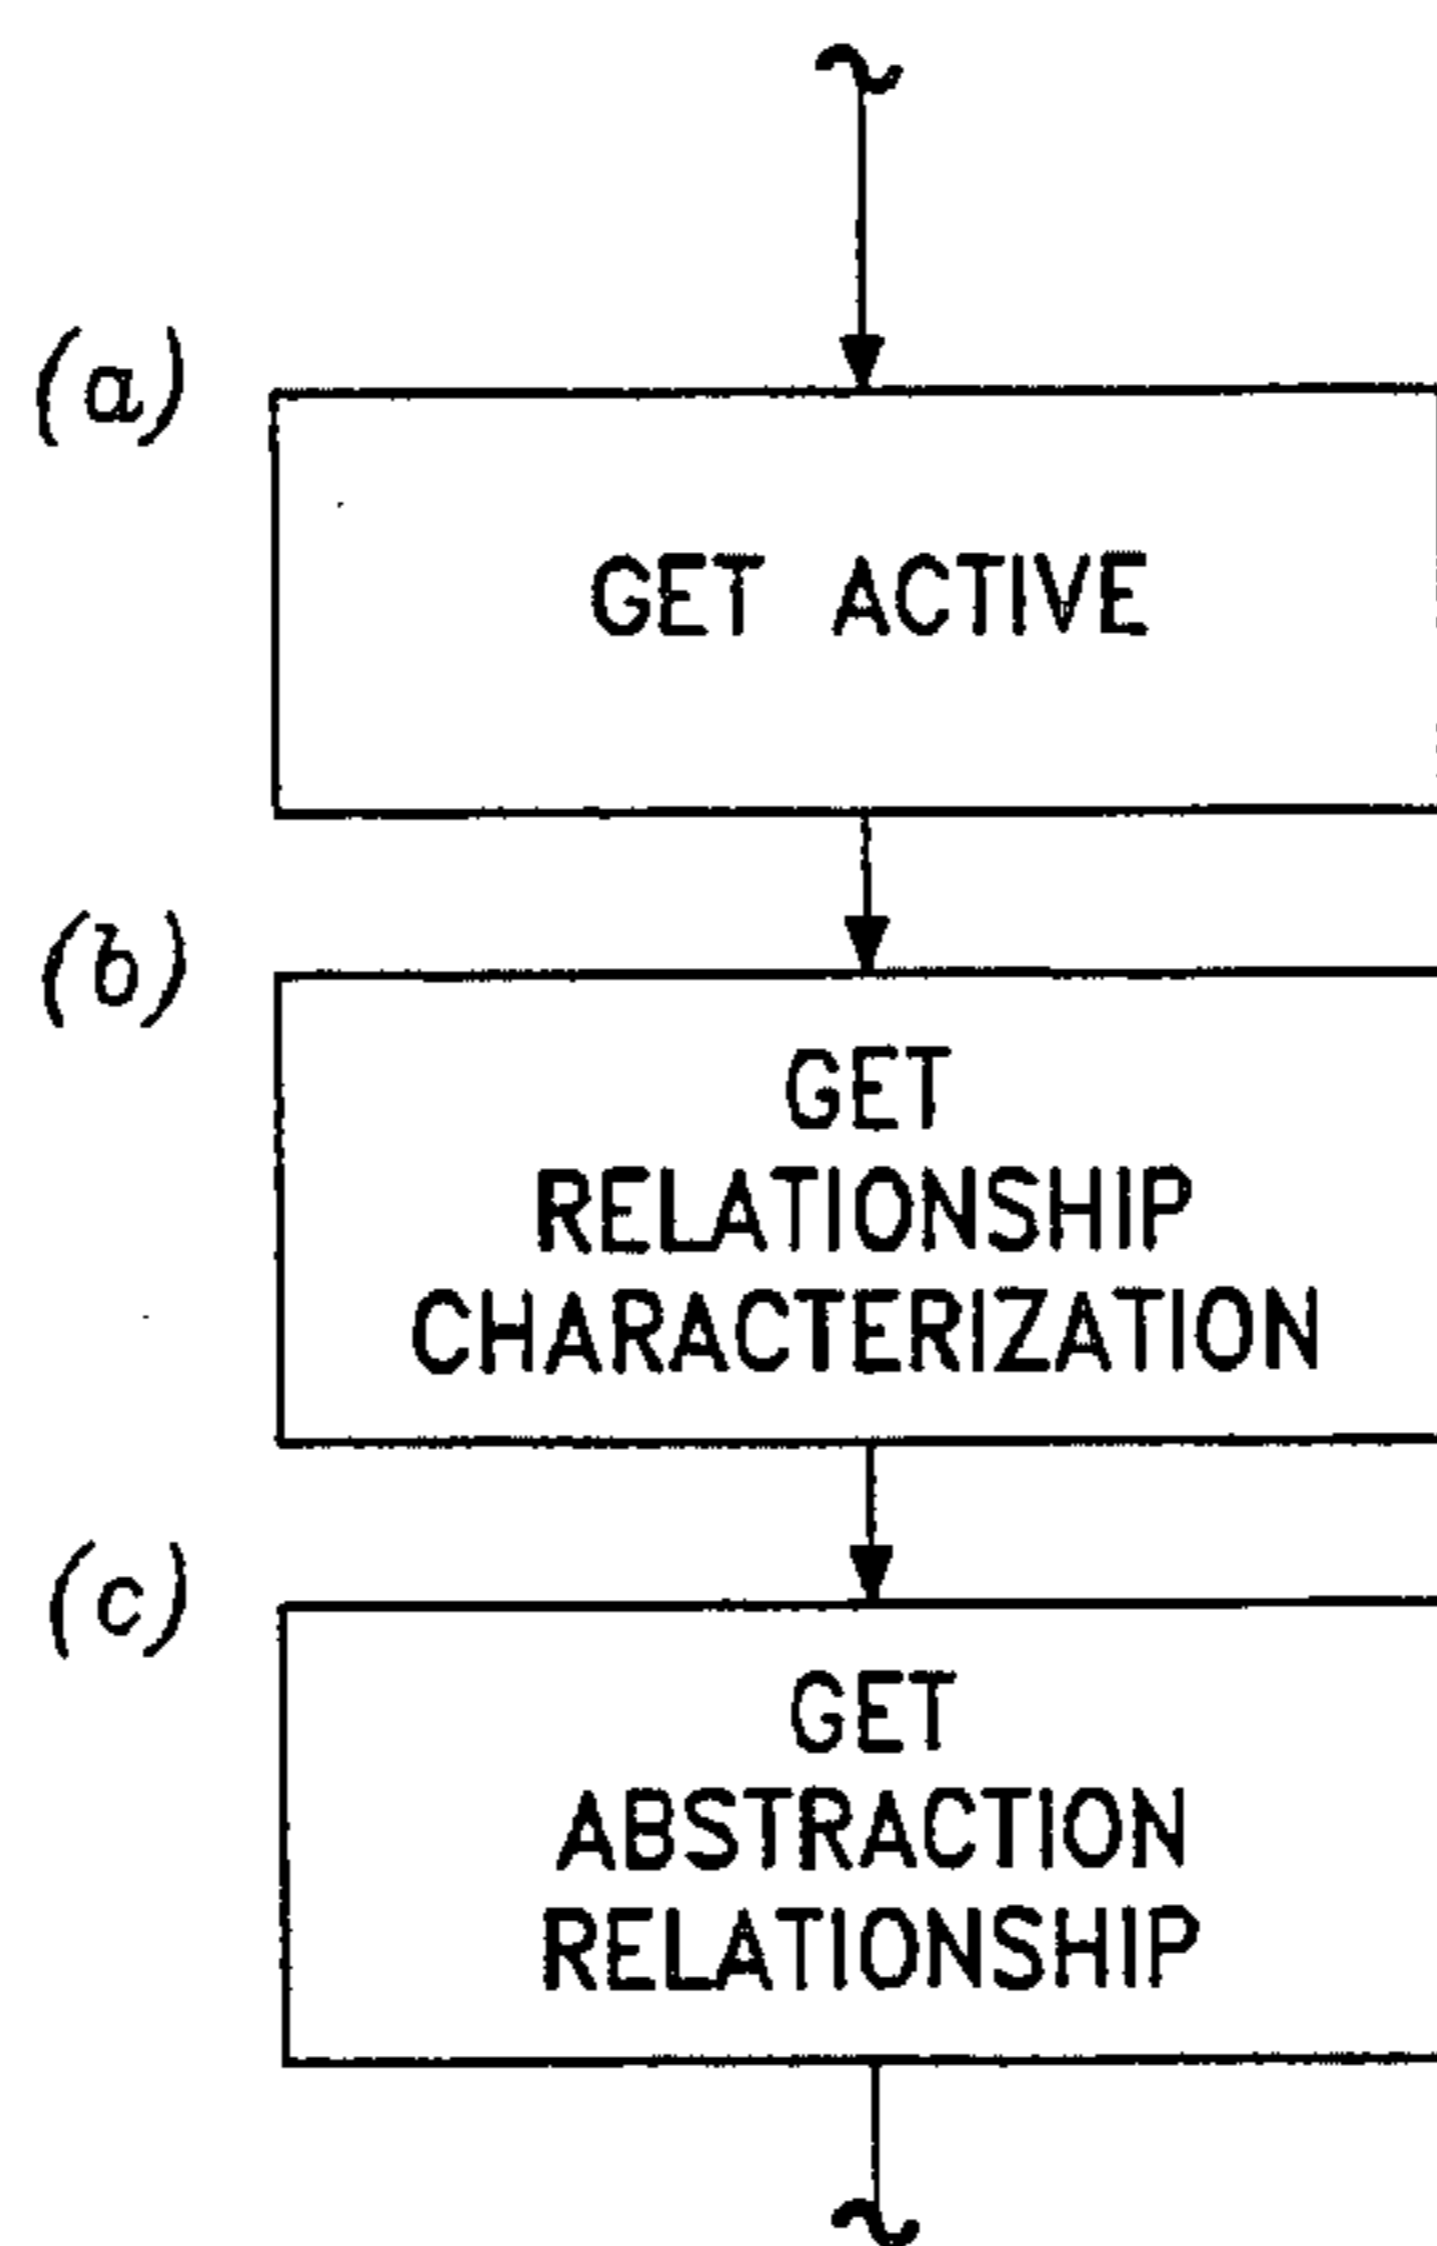 (a)
GET ACTIVE
(b)
GET
RELATIONSHIP
CHARACTERIZATION
(c)
GET
ABSTRACTION
RELATIONSHIP